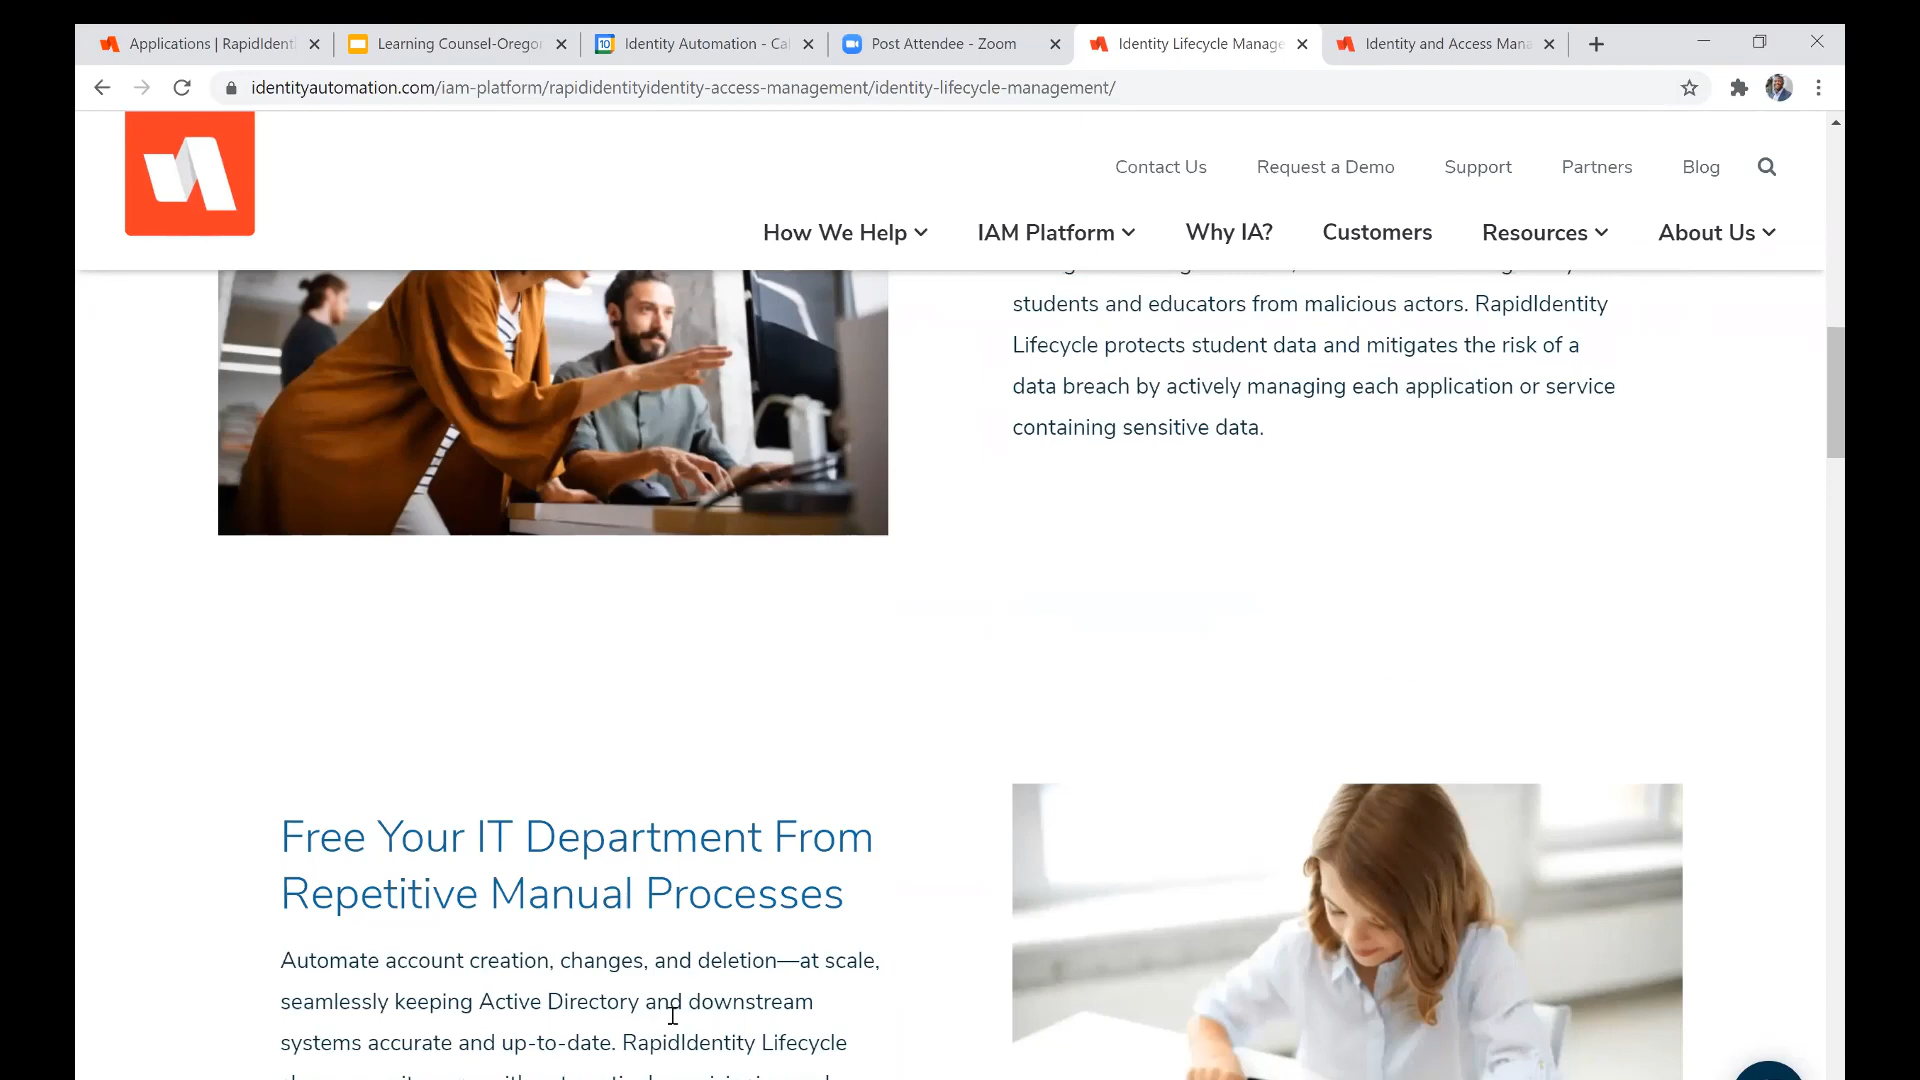 Applications | RapidIdent
Learning Counsel-Orego
Identity Automation - Ca
Post Attendee - Zoom
Identity Lifecycle Manage
Identity and Access Mana
identityautomation.com/iam-platform/rapididentityidentity-access-management/identity-lifecycle-management/
Contact Us
Request a Demo
Support
Partners
Blog
How We Help
IAM Platform
Why IA?
Customers
Resources
About Us
students and educators from malicious actors. RapidIdentity
Lifecycle protects student data and mitigates the risk of a
data breach by actively managing each application or service
containing sensitive data.
Free Your IT Department From
Repetitive Manual Processes
Automate account creation, changes, and deletion—at scale,
seamlessly keeping Active Directory and downstream
systems accurate and up-to-date. RapidIdentity Lifecycle